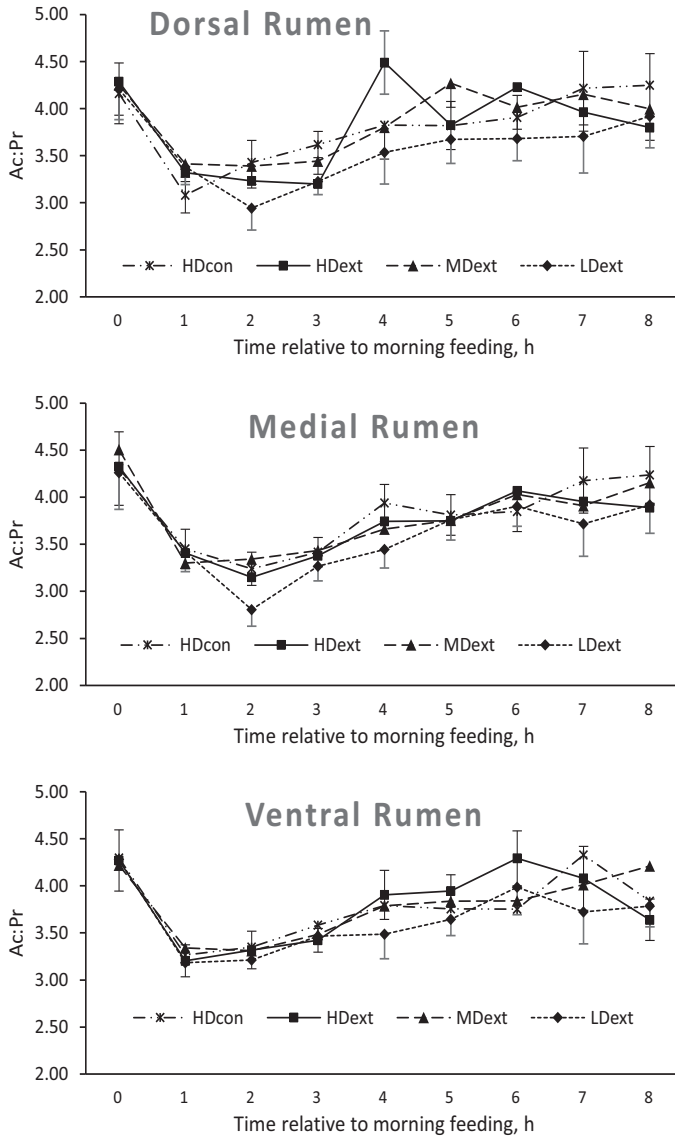 Dorsal Rumen
5.00
4.50
4.00
3.50
3.00
2.50
2.00
Ac:Pr
HDcon HDext MDext LDext
0 1 2 3 4 5 6 7 8
Time relative to morning feeding, h
Medial Rumen
5.00
4.50
4.00
3.50
3.00
2.50
2.00
Ac:Pr
HDcon HDext MDext LDext
0 1 2 3 4 5 6 7 8
Time relative to morning feeding, h
Ventral Rumen
5.00
4.50
4.00
3.50
3.00
2.50
2.00
Ac:Pr
HDcon HDext MDext LDext
0 1 2 3 4 5 6 7 8
Time relative to morning feeding, h